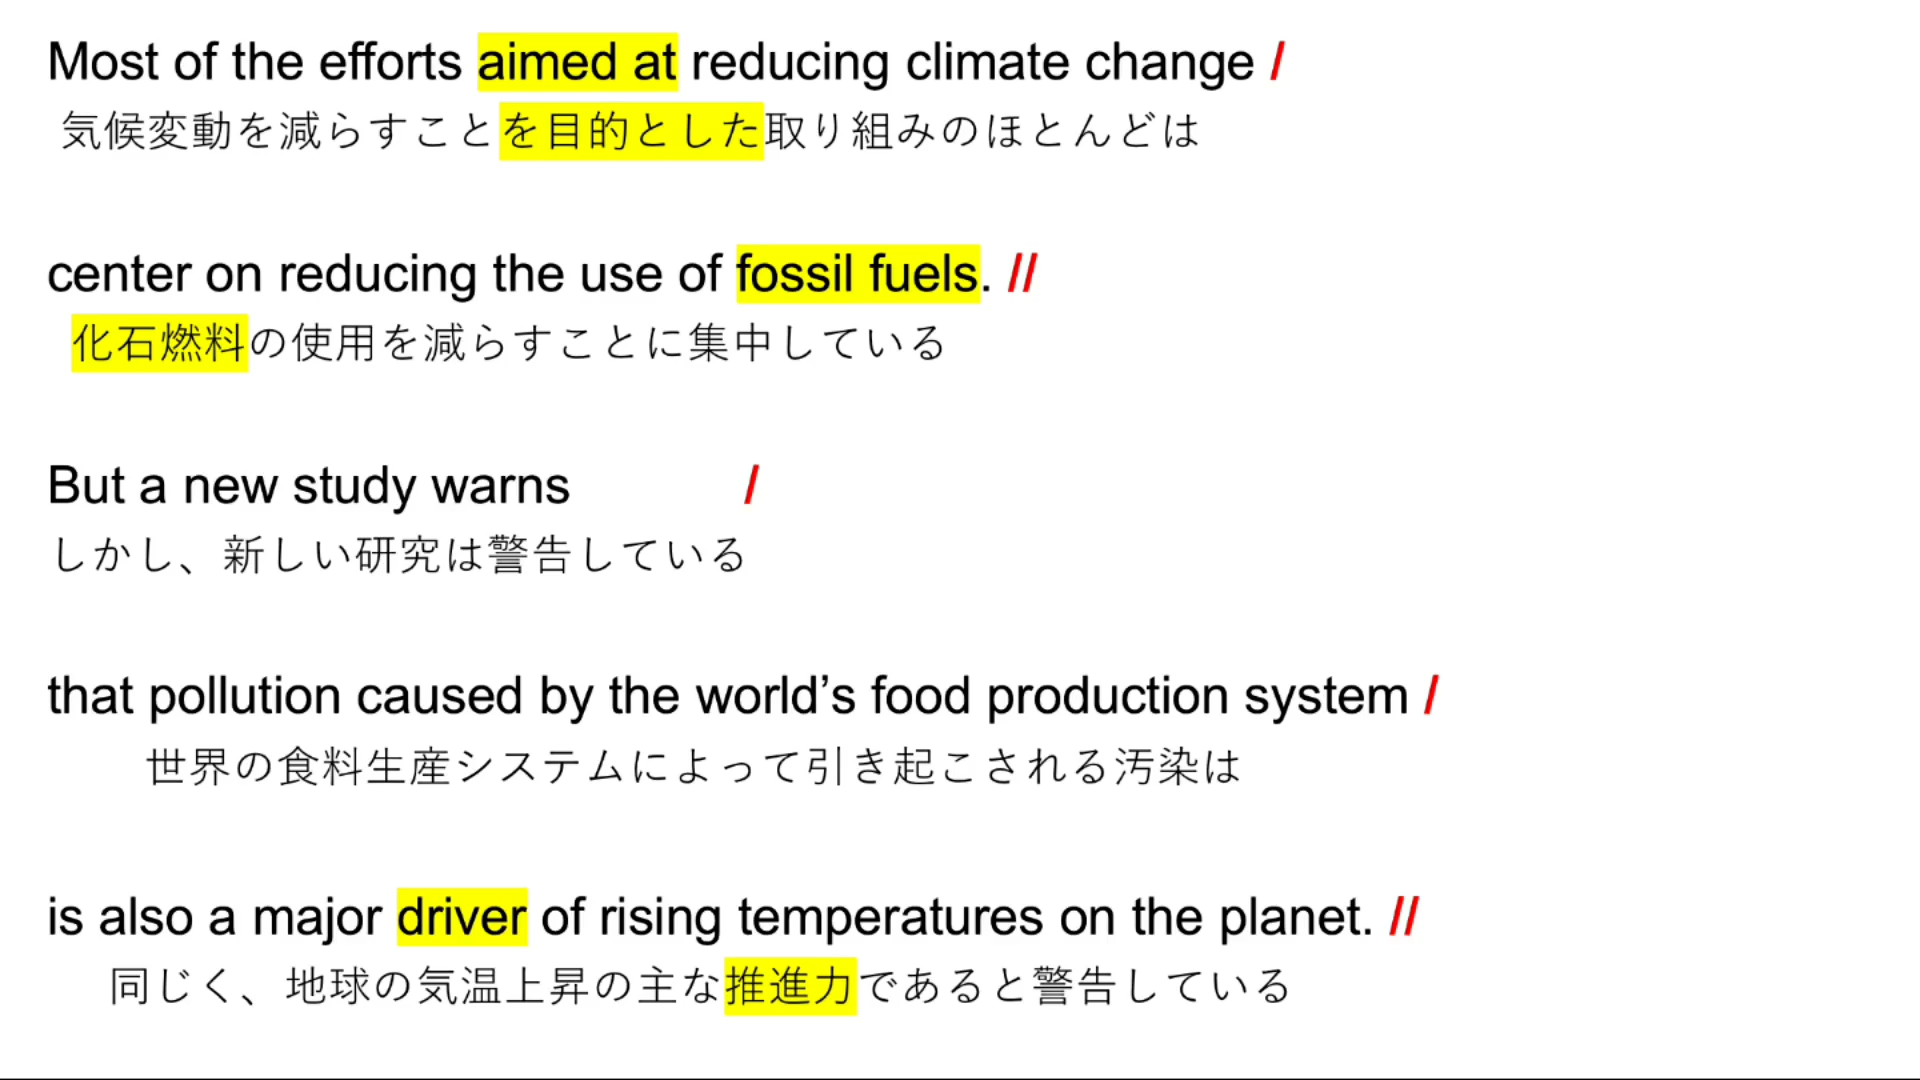 Most of the efforts aimed at reducing climate change /
気候変動を減らすことを目的とした取り組みのほとんどは
center on reducing the use of fossil fuels. //
化石燃料の使用を減らすことに集中している
But a new study warns /
しかし、新しい研究は警告している
that pollution caused by the world’s food production system /
世界の食料生産システムによって引き起こされる汚染は
is also a major driver of rising temperatures on the planet. //
同じく、地球の気温上昇の主な推進力であると警告している